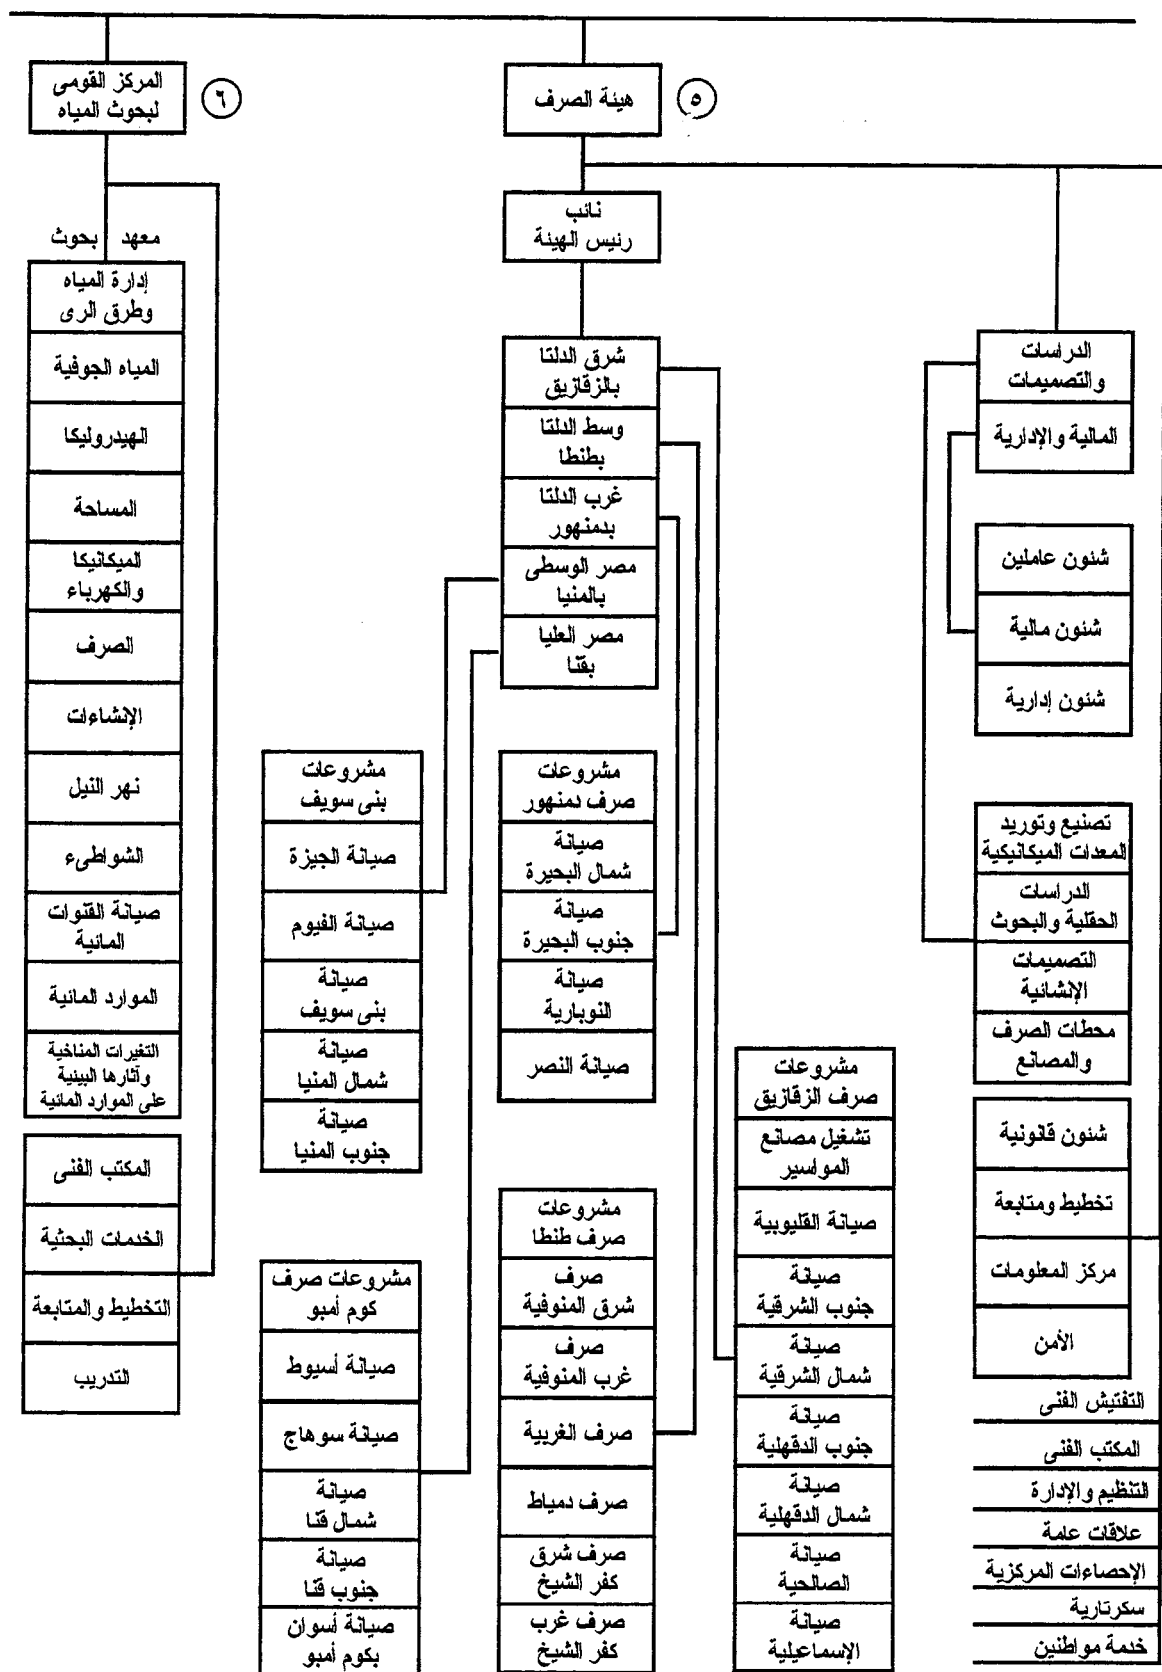 هيئة الصرف
٥
الدراسات
والتصميمات
المالية والإدارية
شئون عاملين
شئون مالية
شئون إدارية
تصنيع وتوريد
المعدات الميكانيكية
الدراسات
الحقلية والبحوث
التصميمات
الإنشائية
محطات الصرف
والمصانع
شئون قانونية
تخطيط ومتابعة
مركز المعلومات
الأمن
التفتيش الفنى
المكتب الفنى
التنظيم والإدارة
علاقات عامة
الإحصاءات المركزية
سكرتارية
خدمة مواطنين
نائب
رئيس الهيئة
شرق الدلتا
بالزقازيق
وسط الدلتا
بطنطا
غرب الدلتا
بدمنهور
مصر الوسطى
بالمنيا
مصر العليا
بقنا
مشروعات
صرف الزقازيق
تشغيل مصانع
المواسير
صيانة القليوبية
صيانة
جنوب الشرقية
صيانة
شمال الشرقية
صيانة
جنوب الدقهلية
صيانة
شمال الدقهلية
صيانة
الصالحية
صيانة
الإسماعيلية
مشروعات
صرف دمنهور
صيانة
شمال البحيرة
صيانة
جنوب البحيرة
صيانة
النوبارية
صيانة النصر
مشروعات
صرف طنطا
صرف
شرق المنوفية
صرف
غرب المنوفية
صرف الغربية
صرف دمياط
صرف شرق
كفر الشيخ
صرف غرب
كفر الشيخ
مشروعات
بنى سويف
صيانة الجيزة
صيانة الفيوم
صيانة
بنى سويف
صيانة
شمال المنيا
صيانة
جنوب المنيا
مشروعات صرف
كوم أمبو
صيانة أسيوط
صيانة سوهاج
صيانة
شمال قنا
صيانة
جنوب قنا
صيانة أسوان
بكوم أمبو
المركز القومى
لبحوث المياه
٦
معهد بحوث
إدارة المياه
وطرق الرى
المياه الجوفية
الهيدروليكا
المساحة
الميكانيكا
والكهرباء
الصرف
الإنشاءات
نهر النيل
الشواطىء
صيانة القنوات
المائية
الموارد المائية
التغيرات المناخية
وآثارها البيئية
على الموارد المائية
المكتب الفنى
الخدمات البحثية
التخطيط والمتابعة
التدريب